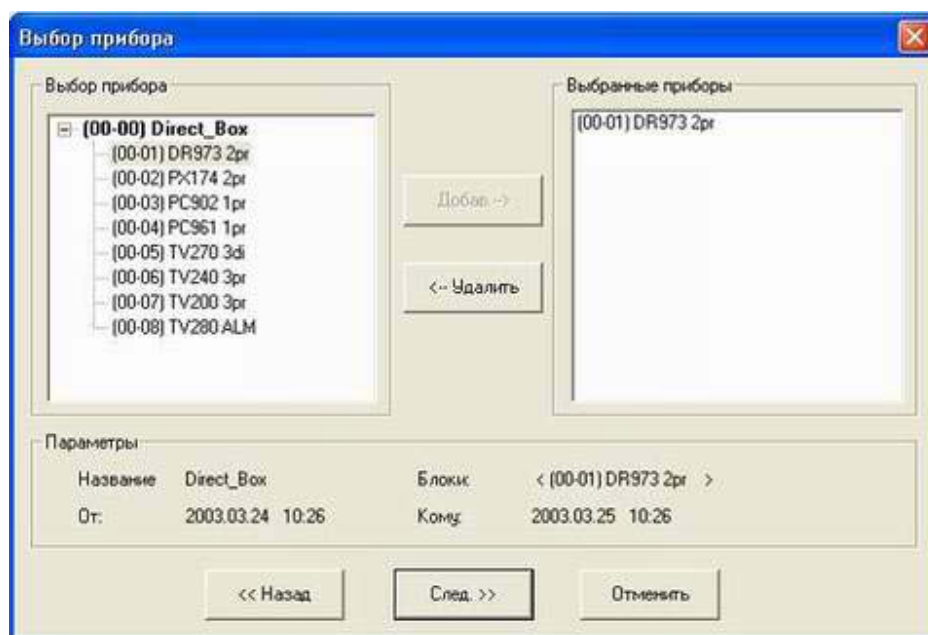 Выбор прибора
Выбор прибора
(00-00) Direct_Box
(00-01) DR973 2pr
(00-02) PX174 2pr
(00-03) PC902 1pr
(00-04) PC961 1pr
(00-05) TV270 3di
(00-06) TV240 3pr
(00-07) TV200 3pr
(00-08) TV280 ALM
Добав -->
<-- Удалить
Выбранные приборы
(00-01) DR973 2pr
Параметры
Название Direct_Box Блоки: < (00-01) DR973 2pr >
От: 2003.03.24 10:26 Кому: 2003.03.25 10:26
<< Назад След. >> Отменить